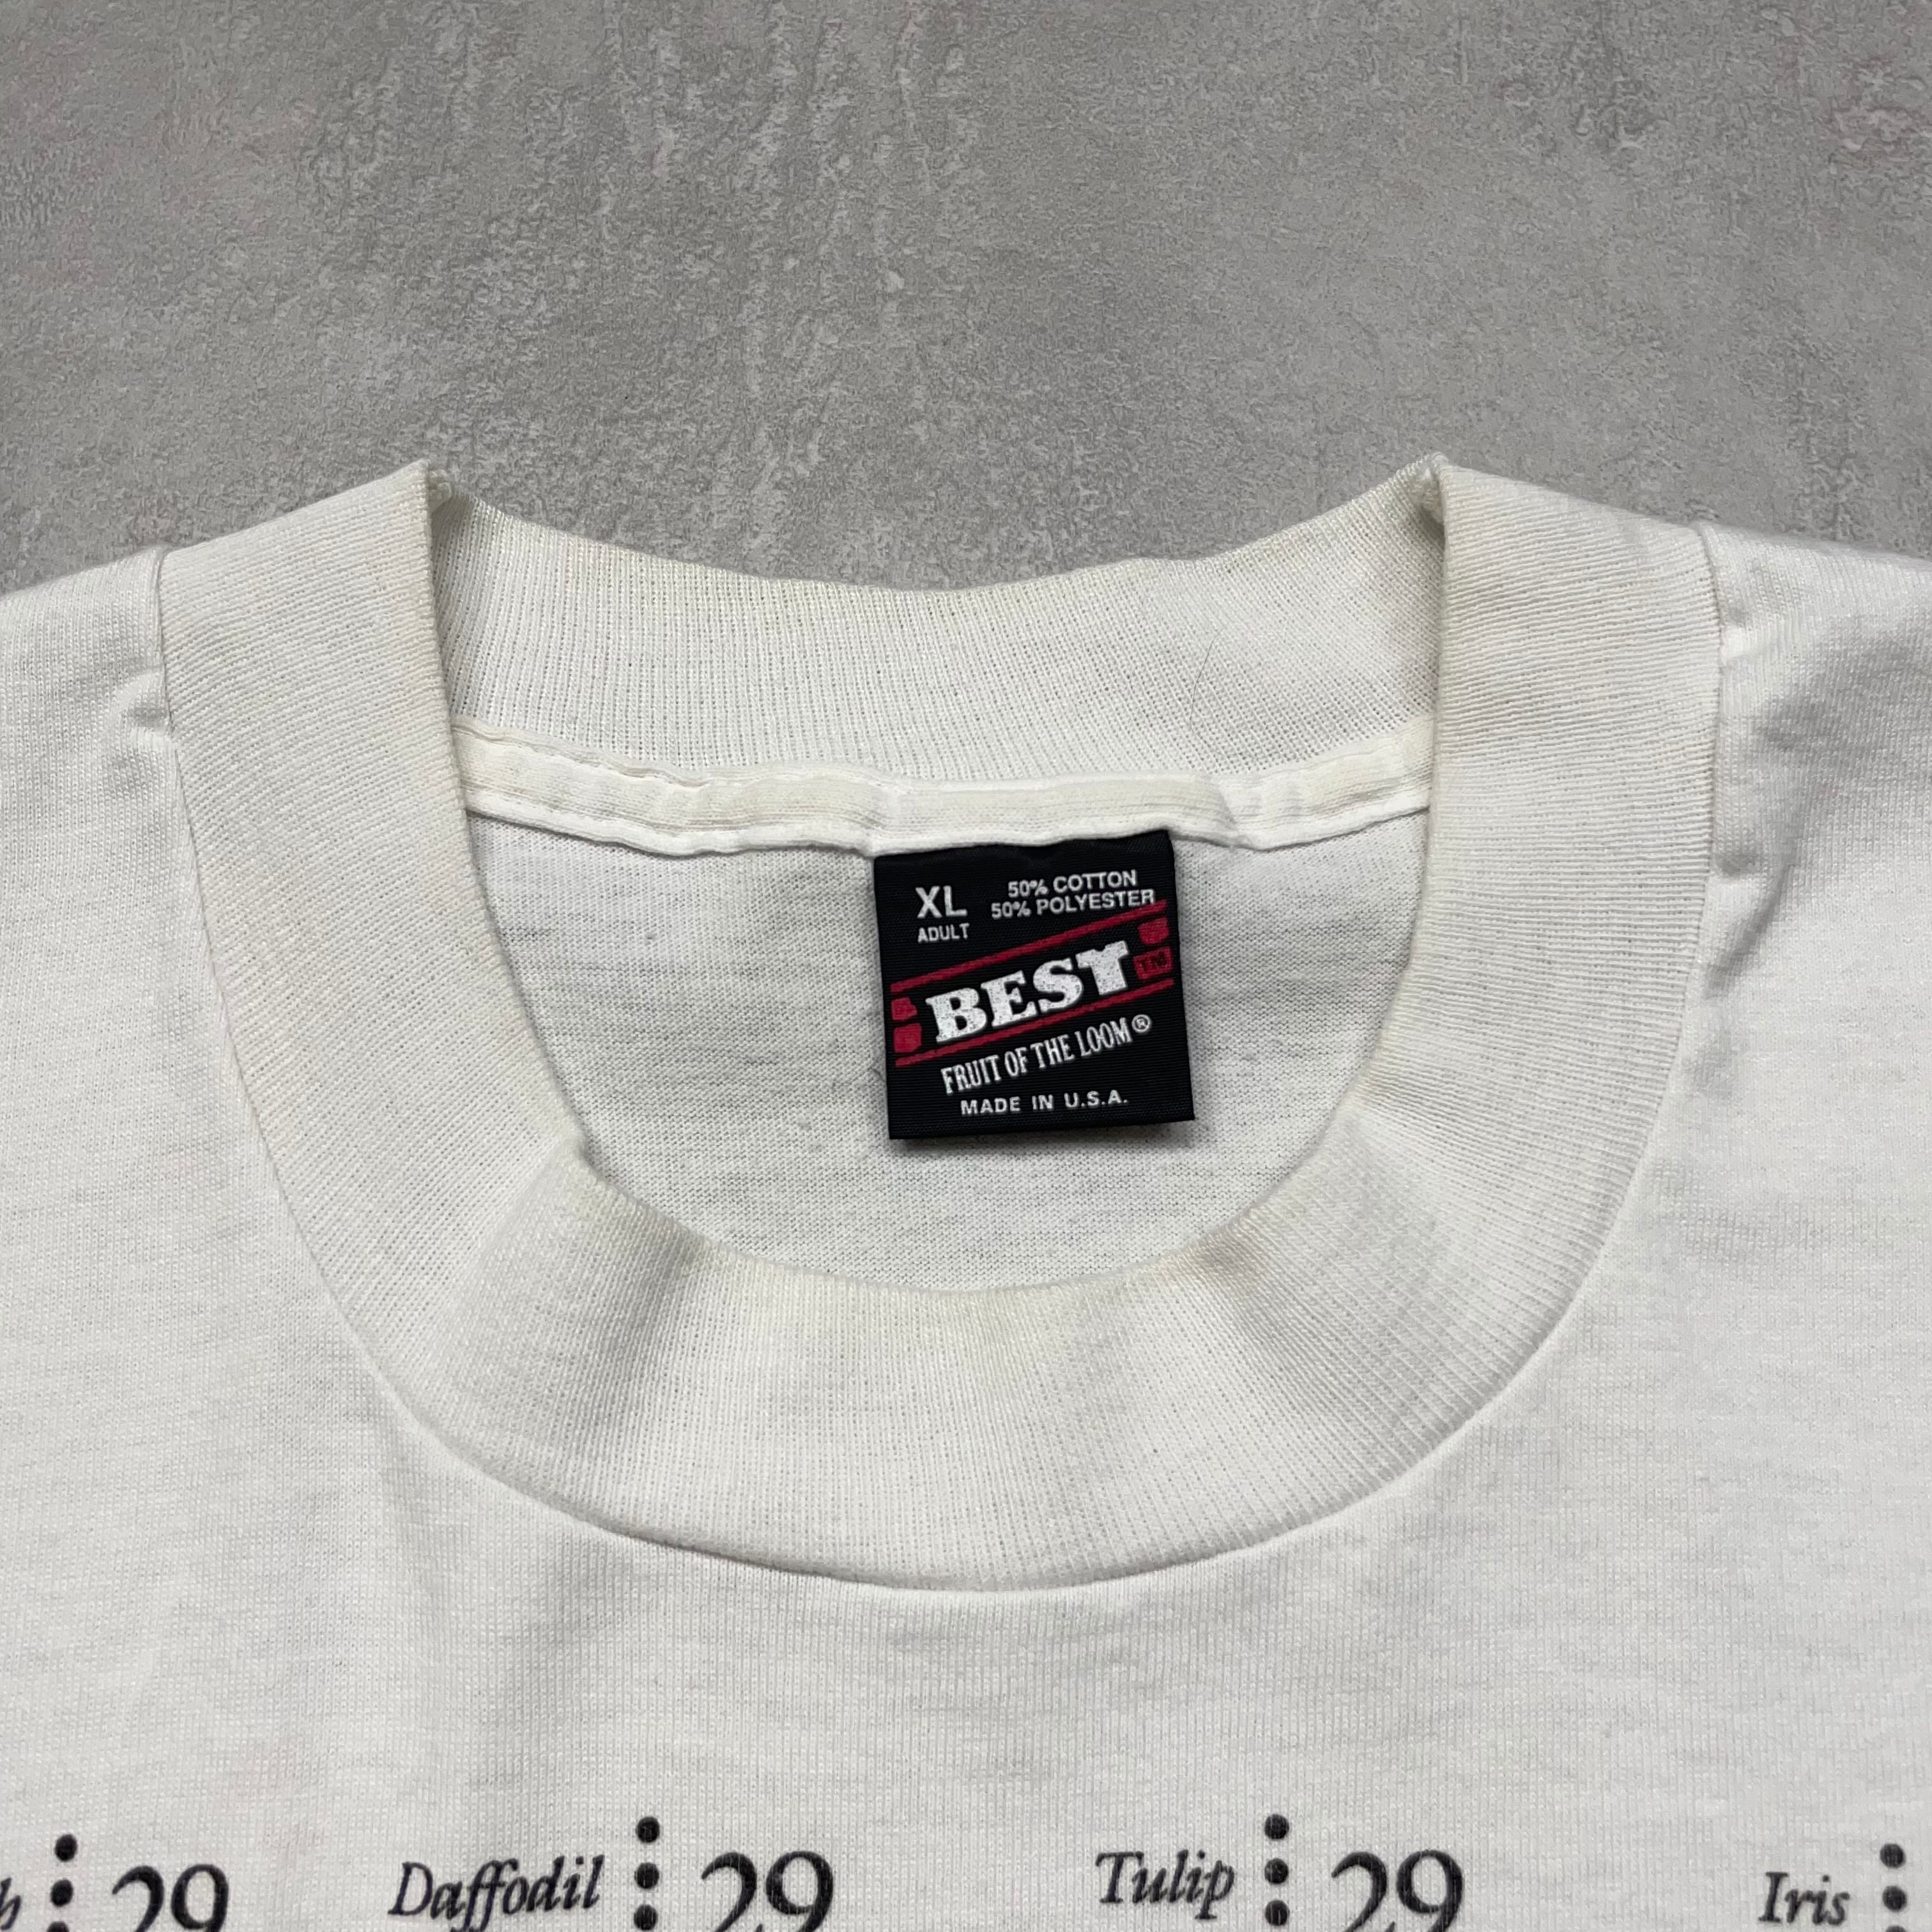 XL
ADULT
50% COTTON
50% POLYESTER
BEST
TM
FRUIT OF THE LOOM®
MADE IN U.S.A.
29
Daffodil
29
Tulip
29
Iris